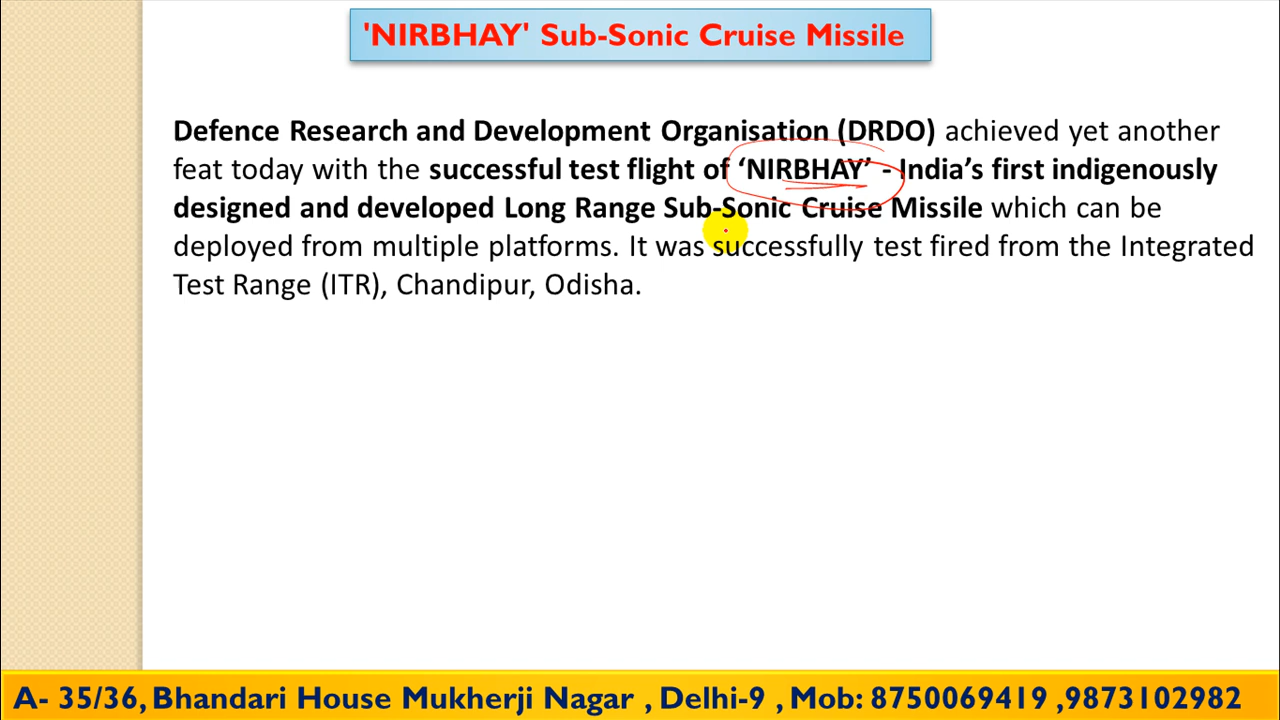 'NIRBHAY' Sub-Sonic Cruise Missile
Defence Research and Development Organisation (DRDO) achieved yet another
feat today with the successful test flight of ‘NIRBHAY’ - India’s first indigenously
designed and developed Long Range Sub-Sonic Cruise Missile which can be
deployed from multiple platforms. It was successfully test fired from the Integrated
Test Range (ITR), Chandipur, Odisha.
A- 35/36, Bhandari House Mukherji Nagar , Delhi-9 , Mob: 8750069419 ,9873102982